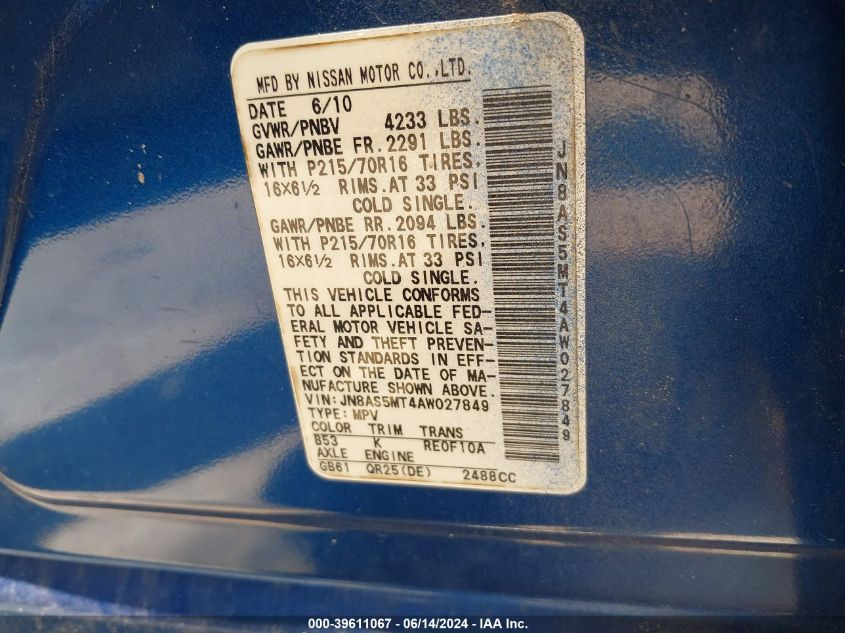 MFD BY NISSAN MOTOR CO.,LTD.
DATE 6/10
GVWR/PNBV 4233 LBS.
GAWR/PNBE FR. 2291 LBS.
WITH P215/70R16 TIRES,
16X6½ RIMS. AT 33 PSI
COLD SINGLE.
GAWR/PNBE RR. 2094 LBS.
WITH P215/70R16 TIRES,
16X6½ RIMS. AT 33 PSI
COLD SINGLE.
THIS VEHICLE CONFORMS
TO ALL APPLICABLE FED-
ERAL MOTOR VEHICLE SA-
FETY AND THEFT PREVEN-
TION STANDARDS IN EFF-
ECT ON THE DATE OF MA-
NUFACTURE SHOWN ABOVE.
VIN: JN8AS5MT4AW027849
TYPE: MPV
COLOR TRIM TRANS
B53 K RE0F10A
AXLE ENGINE
GB61 QR25(DE) 2488CC
JN8AS5MT4AW027849
000-39611067 - 06/14/2024 - IAA Inc.